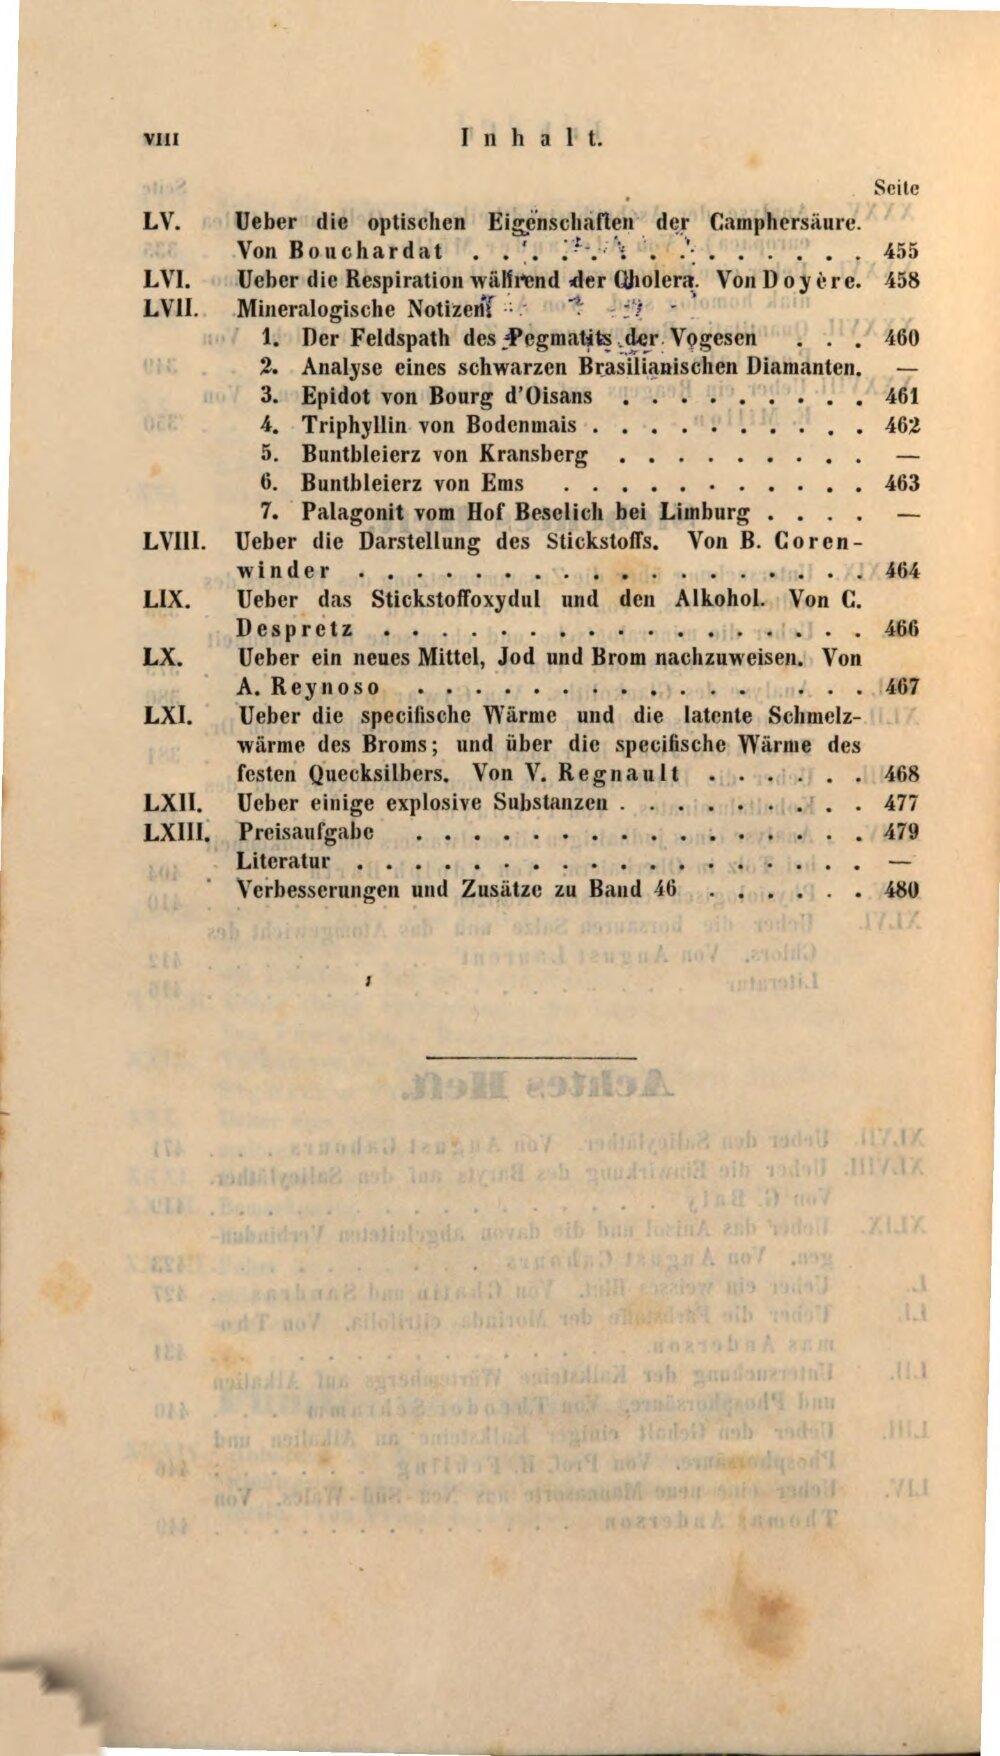 VIII Inhalt.
Seite
LV. Ueber die optischen Eigenschaften der Camphersäure.
Von Bouchardat . . . . . . . . . . . . . . 455
LVI. Ueber die Respiration während der Cholera. Von Doyère. 458
LVII. Mineralogische Notizen:
1. Der Feldspath des Pegmatits der Vogesen . . . 460
2. Analyse eines schwarzen Brasilianischen Diamanten. —
3. Epidot von Bourg d'Oisans . . . . . . . . . 461
4. Triphyllin von Bodenmais . . . . . . . . . . 462
5. Buntbleierz von Kransberg . . . . . . . . . —
6. Buntbleierz von Ems . . . . . . . . . . . 463
7. Palagonit vom Hof Beselich bei Limburg . . . . —
LVIII. Ueber die Darstellung des Stickstoffs. Von B. Coren-
winder . . . . . . . . . . . . . . . . . . 464
LIX. Ueber das Stickstoffoxydul und den Alkohol. Von C.
Despretz . . . . . . . . . . . . . . . . . 466
LX. Ueber ein neues Mittel, Jod und Brom nachzuweisen. Von
A. Reynoso . . . . . . . . . . . . . . . . 467
LXI. Ueber die specifische Wärme und die latente Schmelz-
wärme des Broms; und über die specifische Wärme des
festen Quecksilbers. Von V. Regnault . . . . . . 468
LXII. Ueber einige explosive Substanzen . . . . . . . . . 477
LXIII. Preisaufgabe . . . . . . . . . . . . . . . . 479
Literatur . . . . . . . . . . . . . . . . . . —
Verbesserungen und Zusätze zu Band 46 . . . . . . 480